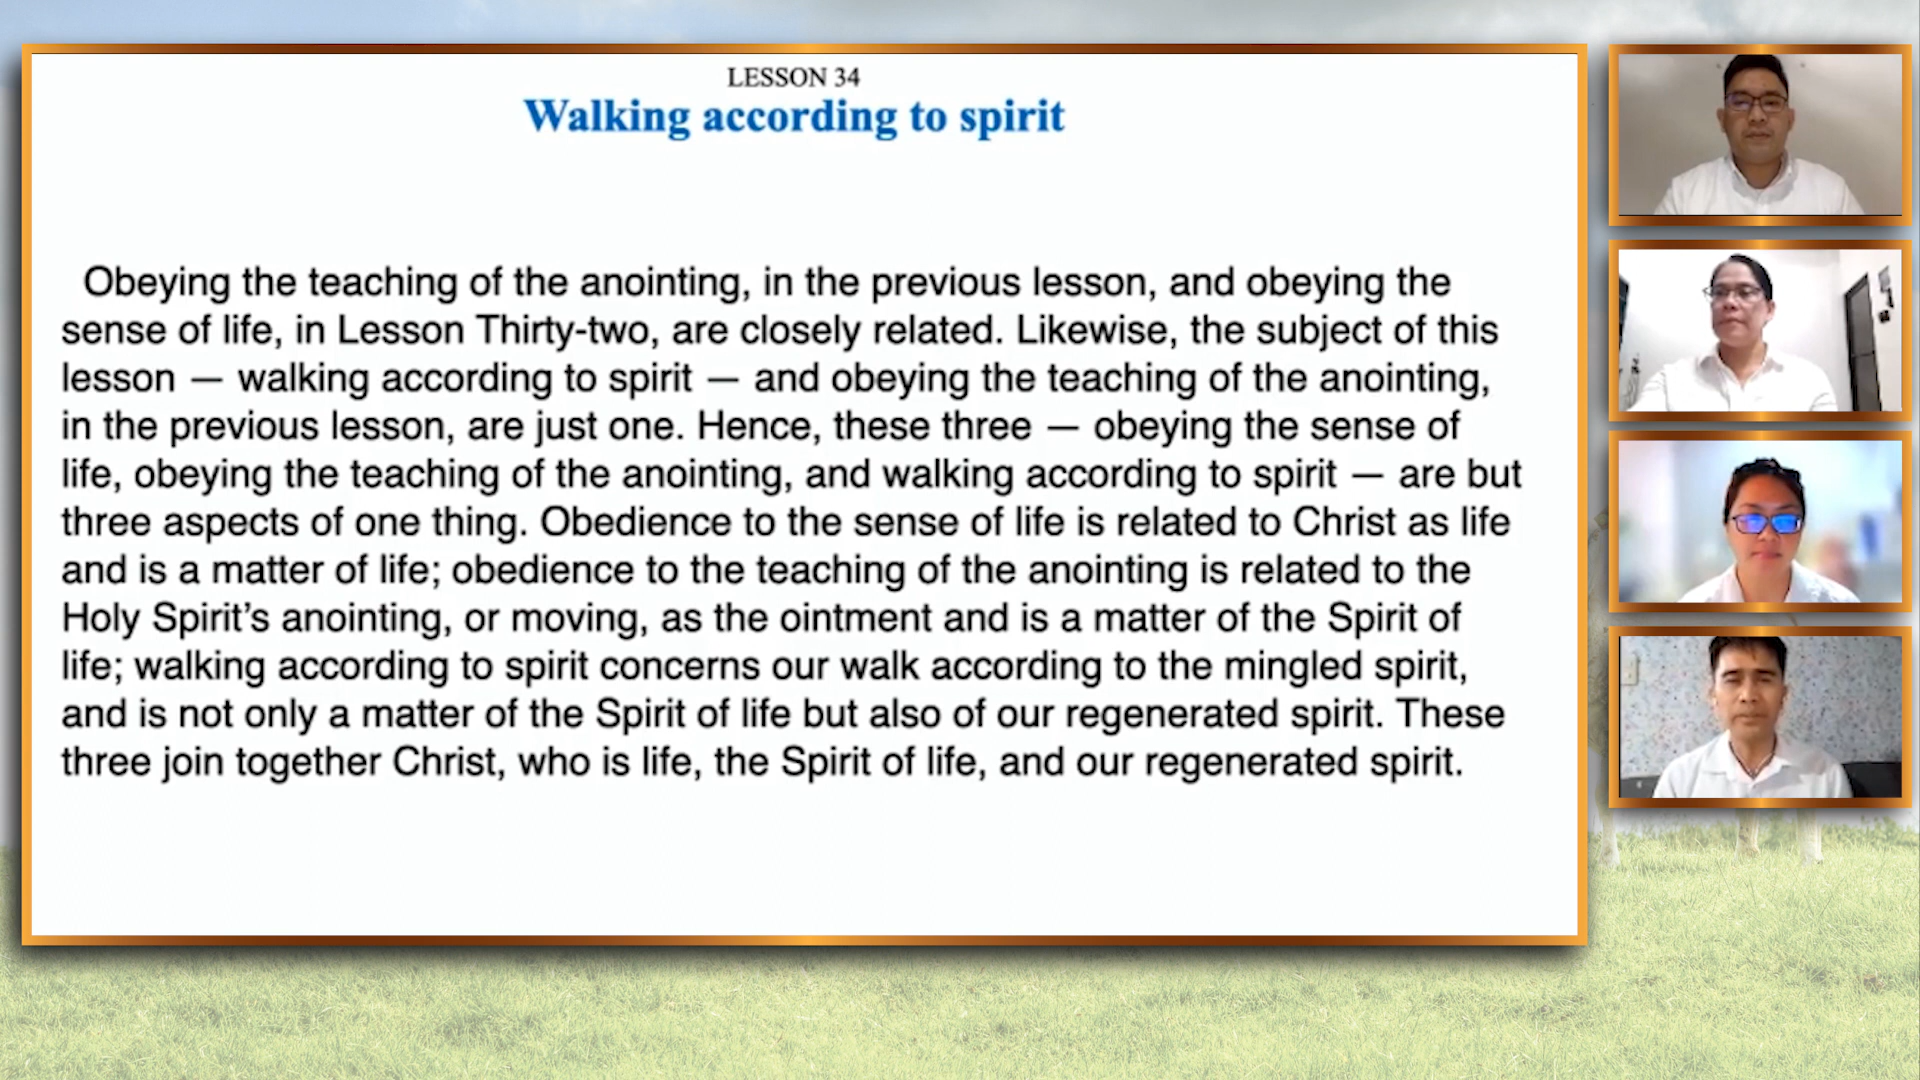 LESSON 34
Walking according to spirit
Obeying the teaching of the anointing, in the previous lesson, and obeying the
sense of life, in Lesson Thirty-two, are closely related. Likewise, the subject of this
lesson — walking according to spirit — and obeying the teaching of the anointing,
in the previous lesson, are just one. Hence, these three — obeying the sense of
life, obeying the teaching of the anointing, and walking according to spirit — are but
three aspects of one thing. Obedience to the sense of life is related to Christ as life
and is a matter of life; obedience to the teaching of the anointing is related to the
Holy Spirit’s anointing, or moving, as the ointment and is a matter of the Spirit of
life; walking according to spirit concerns our walk according to the mingled spirit,
and is not only a matter of the Spirit of life but also of our regenerated spirit. These
three join together Christ, who is life, the Spirit of life, and our regenerated spirit.